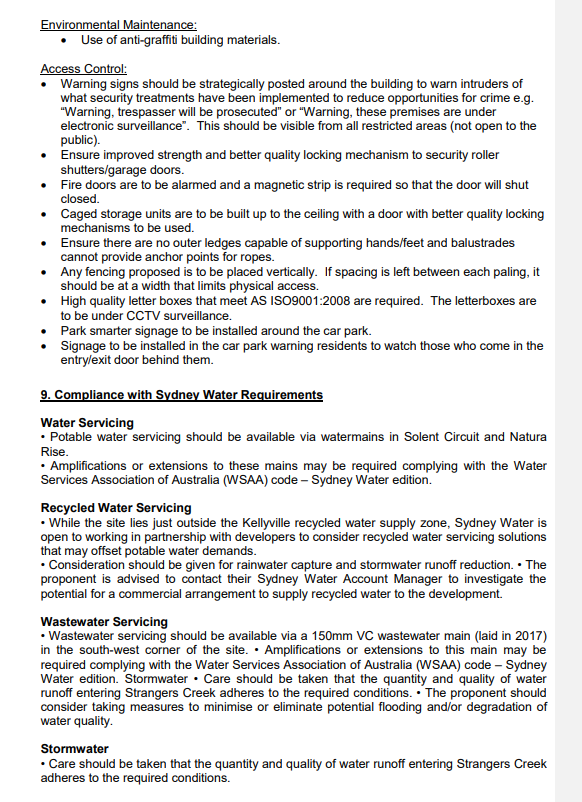 Environmental Maintenance:
• Use of anti-graffiti building materials.
Access Control:
• Warning signs should be strategically posted around the building to warn intruders of
what security treatments have been implemented to reduce opportunities for crime e.g.
“Warning, trespasser will be prosecuted” or “Warning, these premises are under
electronic surveillance”. This should be visible from all restricted areas (not open to the
public).
• Ensure improved strength and better quality locking mechanism to security roller
shutters/garage doors.
• Fire doors are to be alarmed and a magnetic strip is required so that the door will shut
closed.
• Caged storage units are to be built up to the ceiling with a door with better quality locking
mechanisms to be used.
• Ensure there are no outer ledges capable of supporting hands/feet and balustrades
cannot provide anchor points for ropes.
• Any fencing proposed is to be placed vertically. If spacing is left between each paling, it
should be at a width that limits physical access.
• High quality letter boxes that meet AS ISO9001:2008 are required. The letterboxes are
to be under CCTV surveillance.
• Park smarter signage to be installed around the car park.
• Signage to be installed in the car park warning residents to watch those who come in the
entry/exit door behind them.
9. Compliance with Sydney Water Requirements
Water Servicing
• Potable water servicing should be available via watermains in Solent Circuit and Natura
Rise.
• Amplifications or extensions to these mains may be required complying with the Water
Services Association of Australia (WSAA) code – Sydney Water edition.
Recycled Water Servicing
• While the site lies just outside the Kellyville recycled water supply zone, Sydney Water is
open to working in partnership with developers to consider recycled water servicing solutions
that may offset potable water demands.
• Consideration should be given for rainwater capture and stormwater runoff reduction. • The
proponent is advised to contact their Sydney Water Account Manager to investigate the
potential for a commercial arrangement to supply recycled water to the development.
Wastewater Servicing
• Wastewater servicing should be available via a 150mm VC wastewater main (laid in 2017)
in the south-west corner of the site. • Amplifications or extensions to this main may be
required complying with the Water Services Association of Australia (WSAA) code – Sydney
Water edition. Stormwater • Care should be taken that the quantity and quality of water
runoff entering Strangers Creek adheres to the required conditions. • The proponent should
consider taking measures to minimise or eliminate potential flooding and/or degradation of
water quality.
Stormwater
• Care should be taken that the quantity and quality of water runoff entering Strangers Creek
adheres to the required conditions.